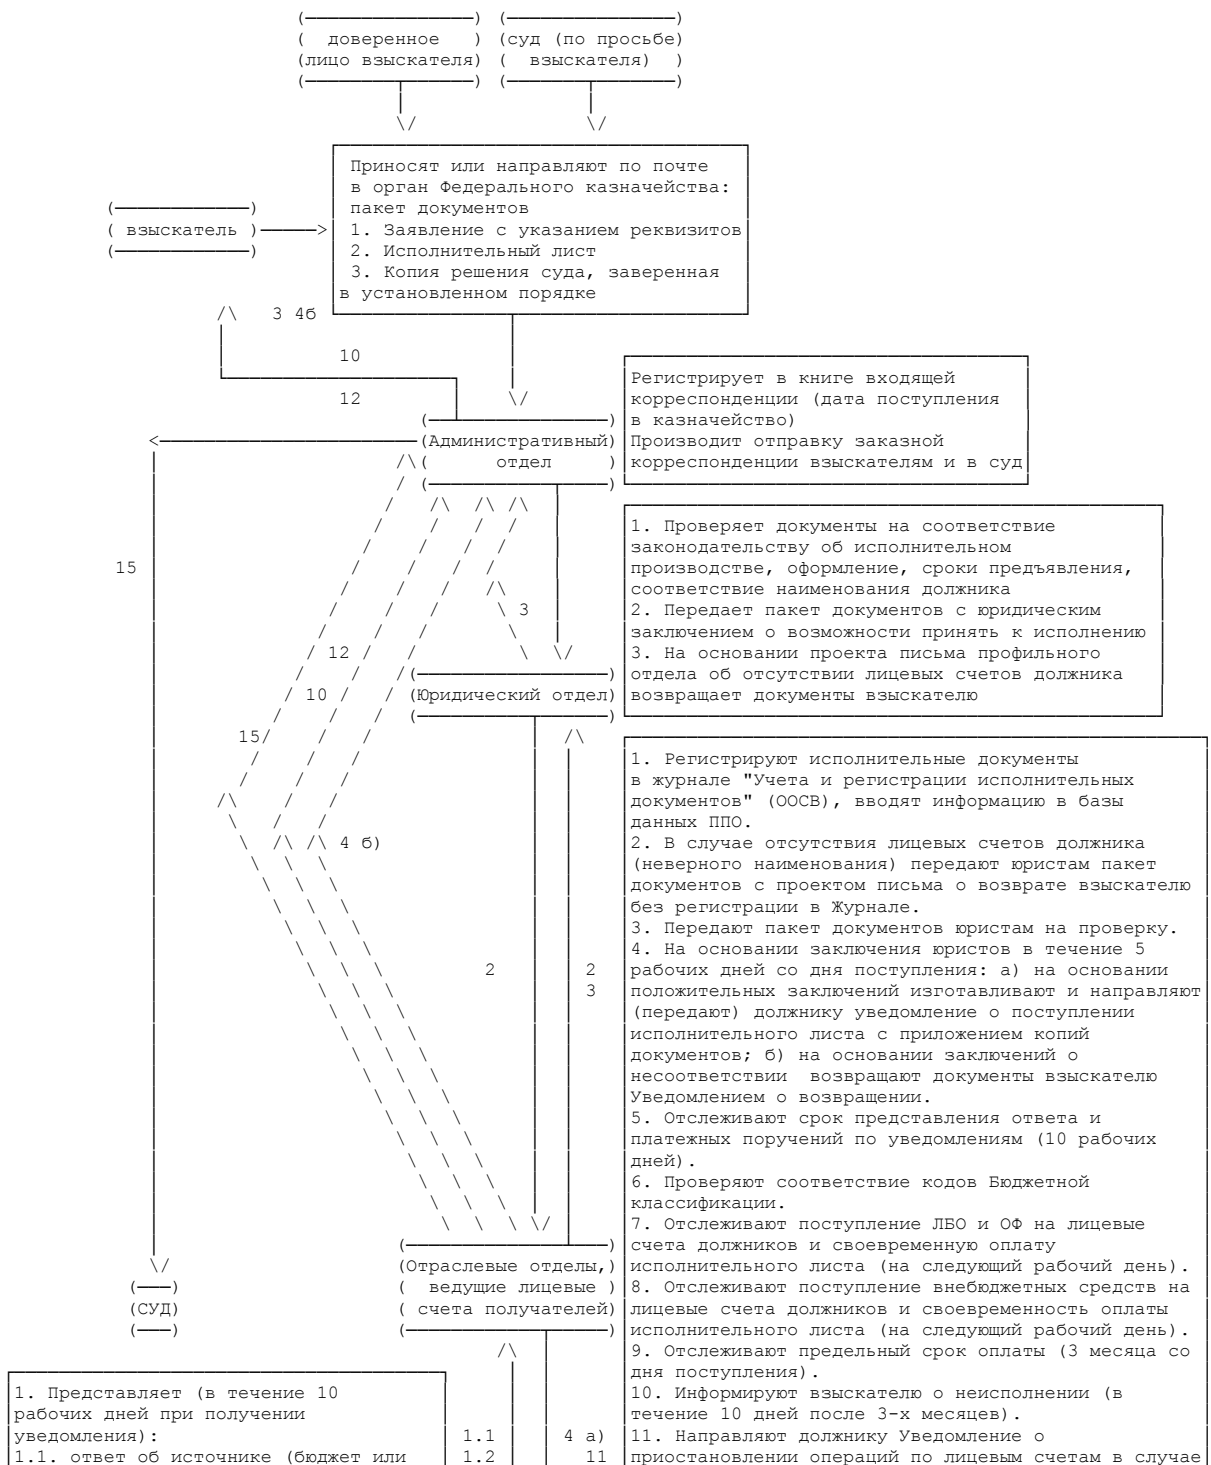 доверенное
лицо взыскателя
суд (по просьбе
взыскателя)
Приносят или направляют по почте
в орган Федерального казначейства:
пакет документов
1. Заявление с указанием реквизитов
2. Исполнительный лист
3. Копия решения суда, заверенная
в установленном порядке
взыскатель
3 4б
10
12
Регистрирует в книге входящей
корреспонденции (дата поступления
в казначейство)
Производит отправку заказной
корреспонденции взыскателям и в суд
Административный
отдел
1. Проверяет документы на соответствие
законодательству об исполнительном
производстве, оформление, сроки предъявления,
соответствие наименования должника
2. Передает пакет документов с юридическим
заключением о возможности принять к исполнению
3. На основании проекта письма профильного
отдела об отсутствии лицевых счетов должника
возвращает документы взыскателю
15
3
12
10
Юридический отдел
15
4 б)
1. Регистрируют исполнительные документы
в журнале "Учета и регистрации исполнительных
документов" (ООСВ), вводят информацию в базы
данных ППО.
2. В случае отсутствия лицевых счетов должника
(неверного наименования) передают юристам пакет
документов с проектом письма о возврате взыскателю
без регистрации в Журнале.
3. Передают пакет документов юристам на проверку.
4. На основании заключения юристов в течение 5
рабочих дней со дня поступления: а) на основании
положительных заключений изготавливают и направляют
(передают) должнику уведомление о поступлении
исполнительного листа с приложением копий
документов; б) на основании заключений о
несоответствии возвращают документы взыскателю
Уведомлением о возвращении.
5. Отслеживают срок представления ответа и
платежных поручений по уведомлениям (10 рабочих
дней).
6. Проверяют соответствие кодов Бюджетной
классификации.
7. Отслеживают поступление ЛБО и ОФ на лицевые
счета должников и своевременную оплату
исполнительного листа (на следующий рабочий день).
8. Отслеживают поступление внебюджетных средств на
лицевые счета должников и своевременность оплаты
исполнительного листа (на следующий рабочий день).
9. Отслеживают предельный срок оплаты (3 месяца со
дня поступления).
10. Информируют взыскателю о неисполнении (в
течение 10 дней после 3-х месяцев).
11. Направляют должнику Уведомление о
приостановлении операций по лицевым счетам в случае
2
2
3
СУД
Отраслевые отделы,
ведущие лицевые
счета получателей
1. Представляет (в течение 10
рабочих дней при получении
уведомления):
1.1. ответ об источнике (бюджет или
1.1
1.2
4 а)
11